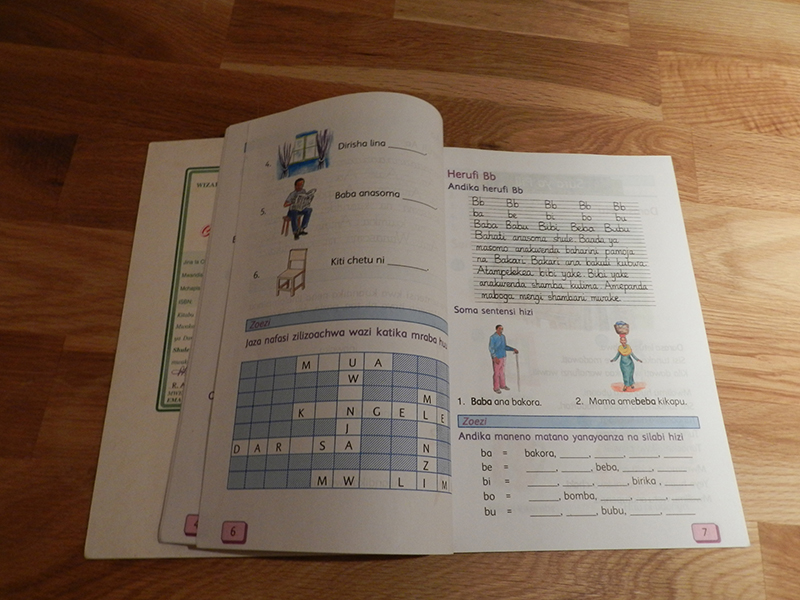 WIZA
4. Dirisha lina ______.
5. Baba anasoma ______
6. Kiti chetu ni ______.
Zoezi
Jaza nafasi zilizoachwa wazi katika mraba
M U A
W
M
K N G E L E
J L
D A R S A N
Z
M W L I M
6
Herufi Bb
Andika herufi Bb
Bb Bb Bb Bb Bb
ba be bi bo bu
Baba Babu Bibi Beba Bubu
Bahati anasoma shule. Baada ya
masomo anakwenda baharini pamoja
na Bakari. Bakari ana bakuli kubwa.
Atampelekea bibi yake. Bibi yake
anakwenda shamba kulima. Amepanda
maboga mengi shambani mwake.
Soma sentensi hizi
1. Baba ana bakora. 2. Mama amebeba kikapu.
Zoezi
Andika maneno matano yanayoanza na silabi hizi
ba = bakora, ______, ______, ______, ______
be = ______, ______, beba, ______, ______
bi = ______, ______, ______, birika , ______
bo = ______, bomba, ______, ______, ______
bu = ______, ______, bubu, ______, ______
7